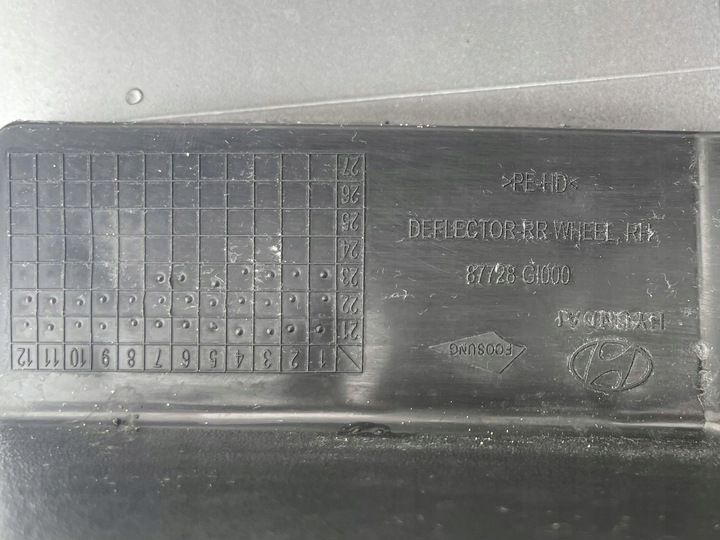 >PE-HD<
DEFLECTOR-RR WHEEL, RH
87728 GI000
HYUNDAI
FOOSUNG
1 2 3 4 5 6 7 8 9 10 11 12
21
22
23
24
25
26
27